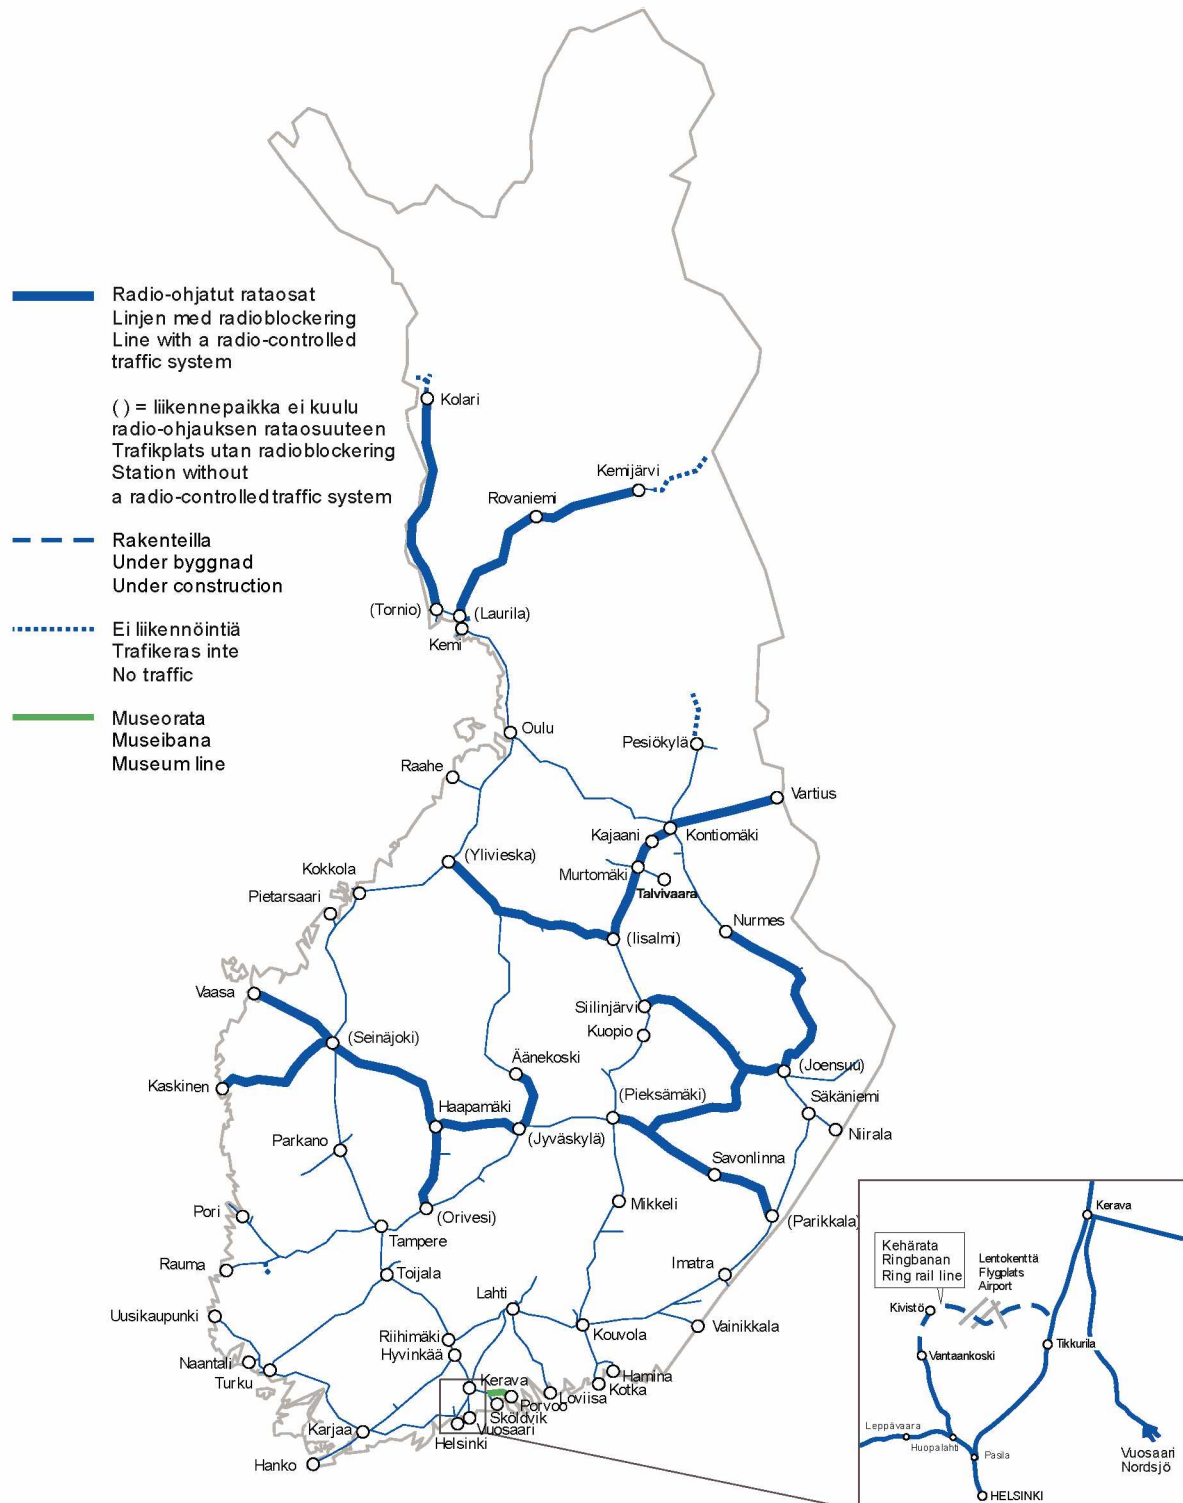 Radio-ohjatut rataosat
Linjen med radioblockering
Line with a radio-controlled
traffic system
( ) = liikennepaikka ei kuulu
radio-ohjauksen rataosuuteen
Trafikplats utan radioblockering
Station without
a radio-controlled traffic system
Rakenteilla
Under byggnad
Under construction
Ei liikennöintiä
Trafikeras inte
No traffic
Museorata
Museibana
Museum line
Kolari
Kemijärvi
Rovaniemi
(Tornio)
(Laurila)
Kemi
Oulu
Pesiökylä
Raahe
Vartius
Kajaani
Kontiomäki
(Ylivieska)
Murtomäki
Kokkola
Talvivaara
Pietarsaari
Nurmes
(Iisalmi)
Vaasa
Siilinjärvi
Kuopio
(Seinäjoki)
Äänekoski
(Joensuu)
Kaskinen
(Pieksämäki)
Säkäniemi
Haapamäki
(Jyväskylä)
Niirala
Parkano
Savonlinna
Mikkeli
Pori
(Orivesi)
(Parikkala)
Tampere
Rauma
Toijala
Imatra
Lahti
Uusikaupunki
Riihimäki
Kouvola
Vainikkala
Hyvinkää
Naantali
Turku
Kerava
Hamina
Kotka
Loviisa
Porvoo
Sköldvik
Vuosaari
Karjaa
Helsinki
Hanko
Kerava
Kehärata
Ringbanan
Ring rail line
Lentokenttä
Flygplats
Airport
Kivistö
Tikkurila
Vantaankoski
Leppävaara
Huopalahti
Pasila
Vuosaari
Nordsjö
HELSINKI